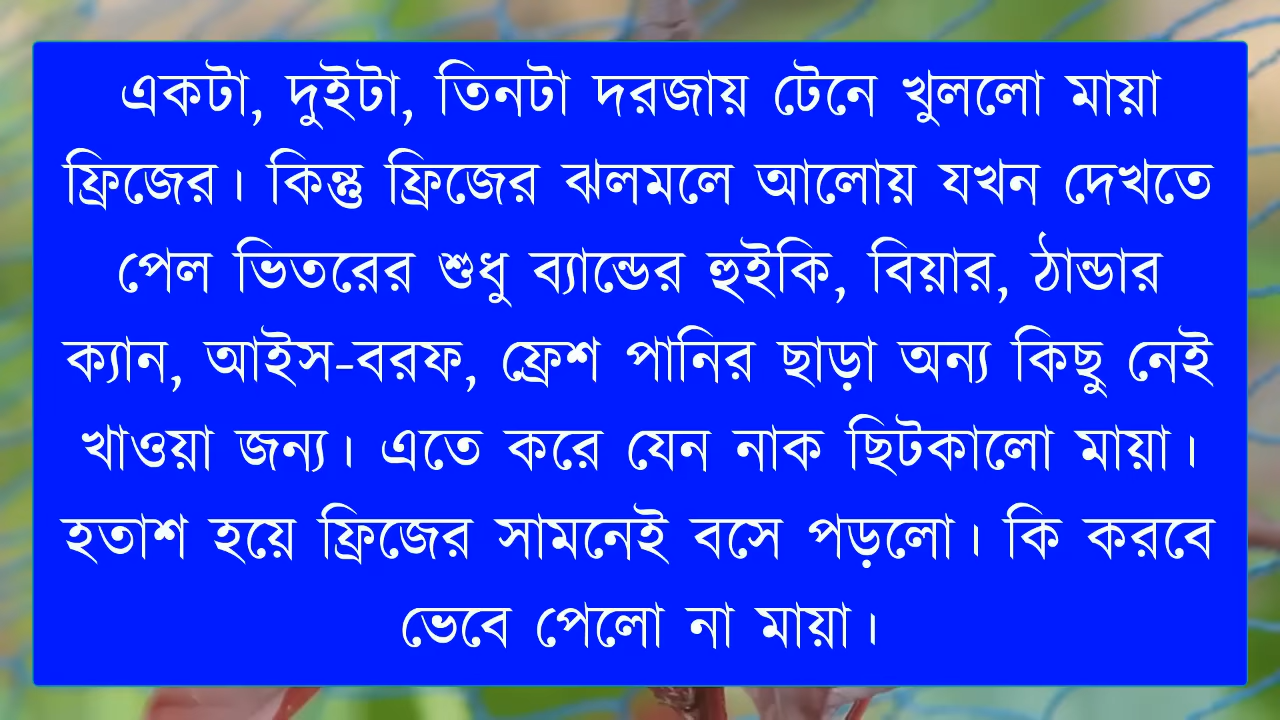 একটা, দুইটা, তিনটা দরজায় টেনে খুললো মায়া
ফ্রিজের। কিন্তু ফ্রিজের ঝলমলে আলোয় যখন দেখতে
পেল ভিতরের শুধু ব্যান্ডের হুইকি, বিয়ার, ঠান্ডার
ক্যান, আইস-বরফ, ফ্রেশ পানির ছাড়া অন্য কিছু নেই
খাওয়া জন্য। এতে করে যেন নাক ছিটকালো মায়া।
হতাশ হয়ে ফ্রিজের সামনেই বসে পড়লো। কি করবে
ভেবে পেলো না মায়া।